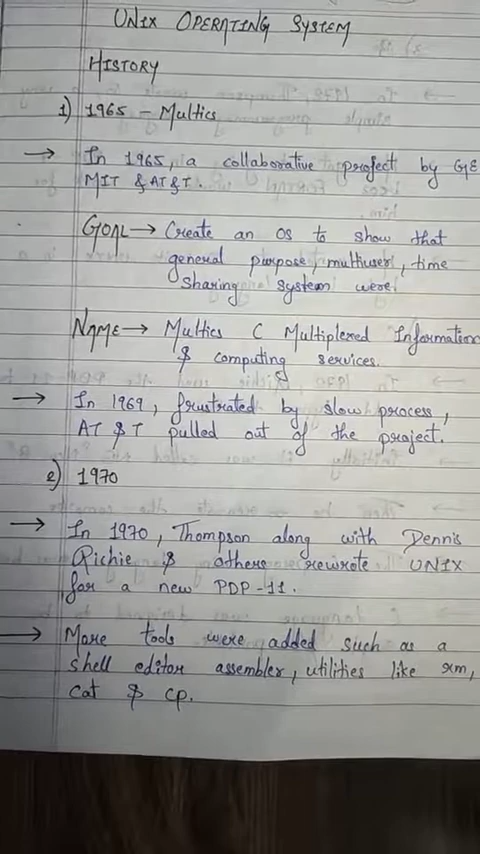 UNIX OPERATING SYSTEM
HISTORY
1) 1965 - Multics
→ In 1965, a collaborative project by GE
MIT & AT&T.
GOAL → Create an OS to show that
general purpose, multiuser, time
sharing system were
NAME → Multics C Multiplexed Information
& computing services.
→ In 1969, frustrated by slow process,
AT & T pulled out of the project.
2) 1970
→ In 1970, Thompson along with Dennis
Richie & others rewrote UNIX
for a new PDP-11.
→ More tools were added such as a
shell editor assembler, utilities like rm,
cat & cp.